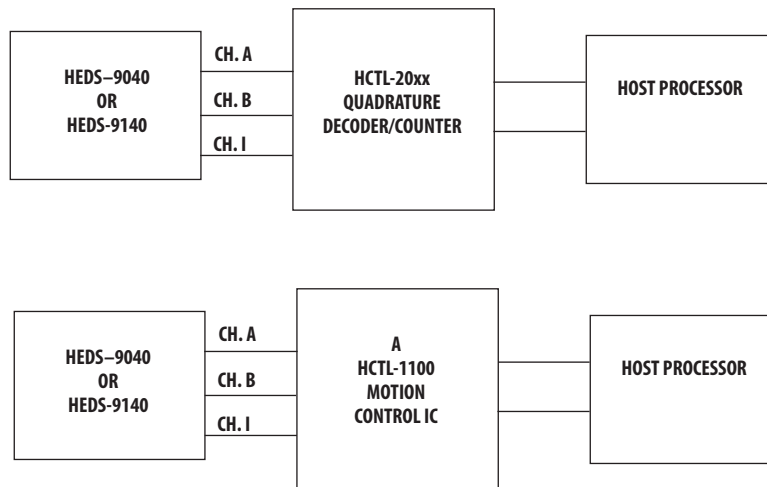 HEDS–9040
OR
HEDS-9140
CH. A
CH. B
CH. I
HCTL-20xx
QUADRATURE
DECODER/COUNTER
HOST PROCESSOR
HEDS–9040
OR
HEDS-9140
CH. A
CH. B
CH. I
A
HCTL-1100
MOTION
CONTROL IC
HOST PROCESSOR